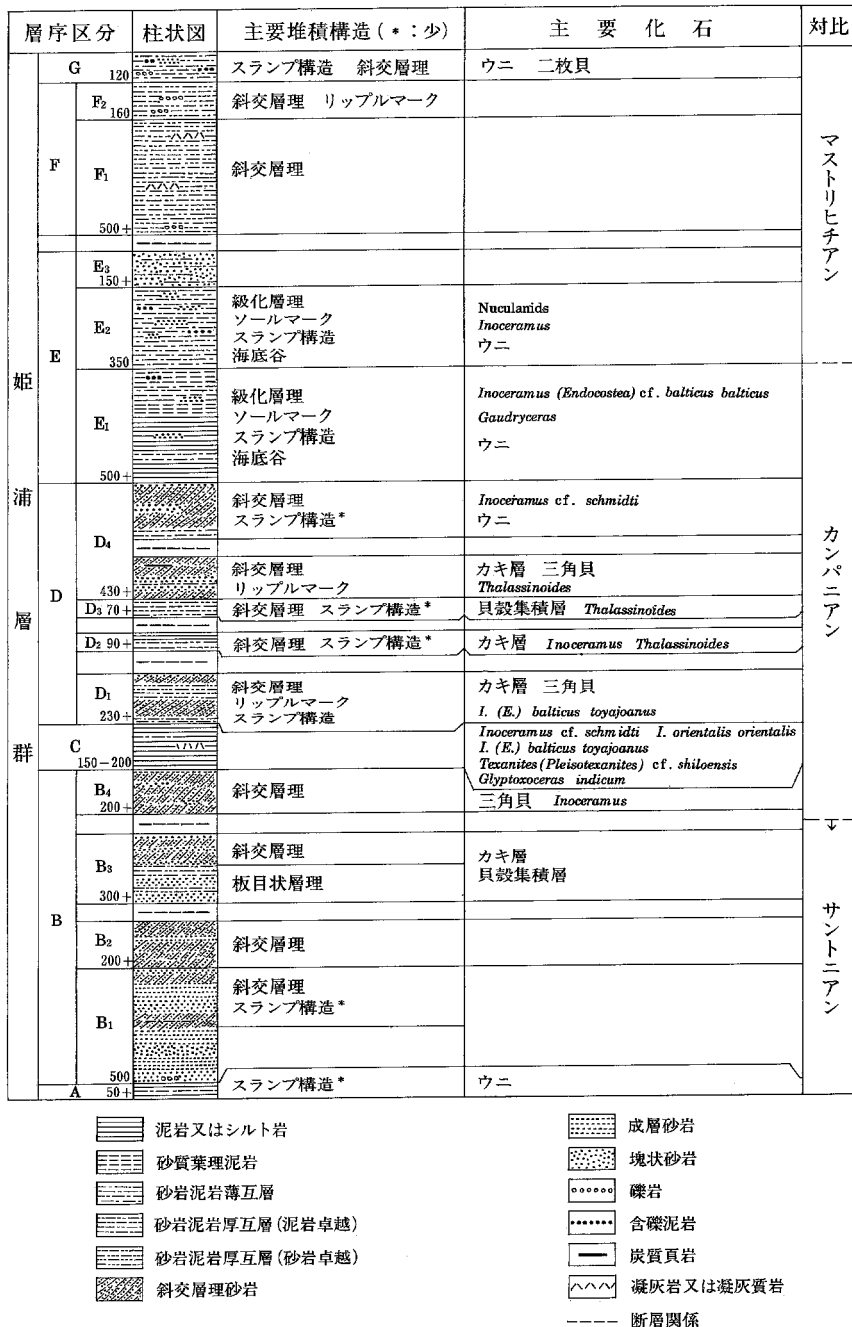 層序区分 柱状図 主要堆積構造(*:少) 主要化石 対比
姫浦層群
G 120 スランプ構造 斜交層理 ウニ 二枚貝
F
F2 160 斜交層理 リップルマーク
F1 500+ 斜交層理
マストリヒチアン
E
E3 150+
E2 350
級化層理
ソールマーク
スランプ構造
海底谷
Nuculanids
Inoceramus
ウニ
E1 500+
級化層理
ソールマーク
スランプ構造
海底谷
Inoceramus (Endocostea) cf. balticus balticus
Gaudryceras
ウニ
カンパニアン
D
D4 430+
斜交層理
スランプ構造*
Inoceramus cf. schmidti
ウニ
斜交層理
リップルマーク
カキ層 三角貝
Thalassinoides
D3 70+ 斜交層理 スランプ構造* 貝殻集積層 Thalassinoides
D2 90+ 斜交層理 スランプ構造* カキ層 Inoceramus Thalassinoides
D1 230+
斜交層理
リップルマーク
スランプ構造
カキ層 三角貝
I. (E.) balticus toyajoanus
C 150-200
Inoceramus cf. schmidti I. orientalis orientalis
I. (E.) balticus toyajoanus
Texanites (Pleisotexanites) cf. shiloensis
Glyptoxoceras indicum
B
B4 200+ 斜交層理 三角貝 Inoceramus
B3 300+
斜交層理
板目状層理
カキ層
貝殻集積層
サントニアン
B2 200+ 斜交層理
B1 500
斜交層理
スランプ構造*
A 50+ スランプ構造* ウニ
泥岩又はシルト岩
砂質葉理泥岩
砂岩泥岩薄互層
砂岩泥岩厚互層(泥岩卓越)
砂岩泥岩厚互層(砂岩卓越)
斜交層理砂岩
成層砂岩
塊状砂岩
礫岩
含礫泥岩
炭質頁岩
凝灰岩又は凝灰質岩
断層関係